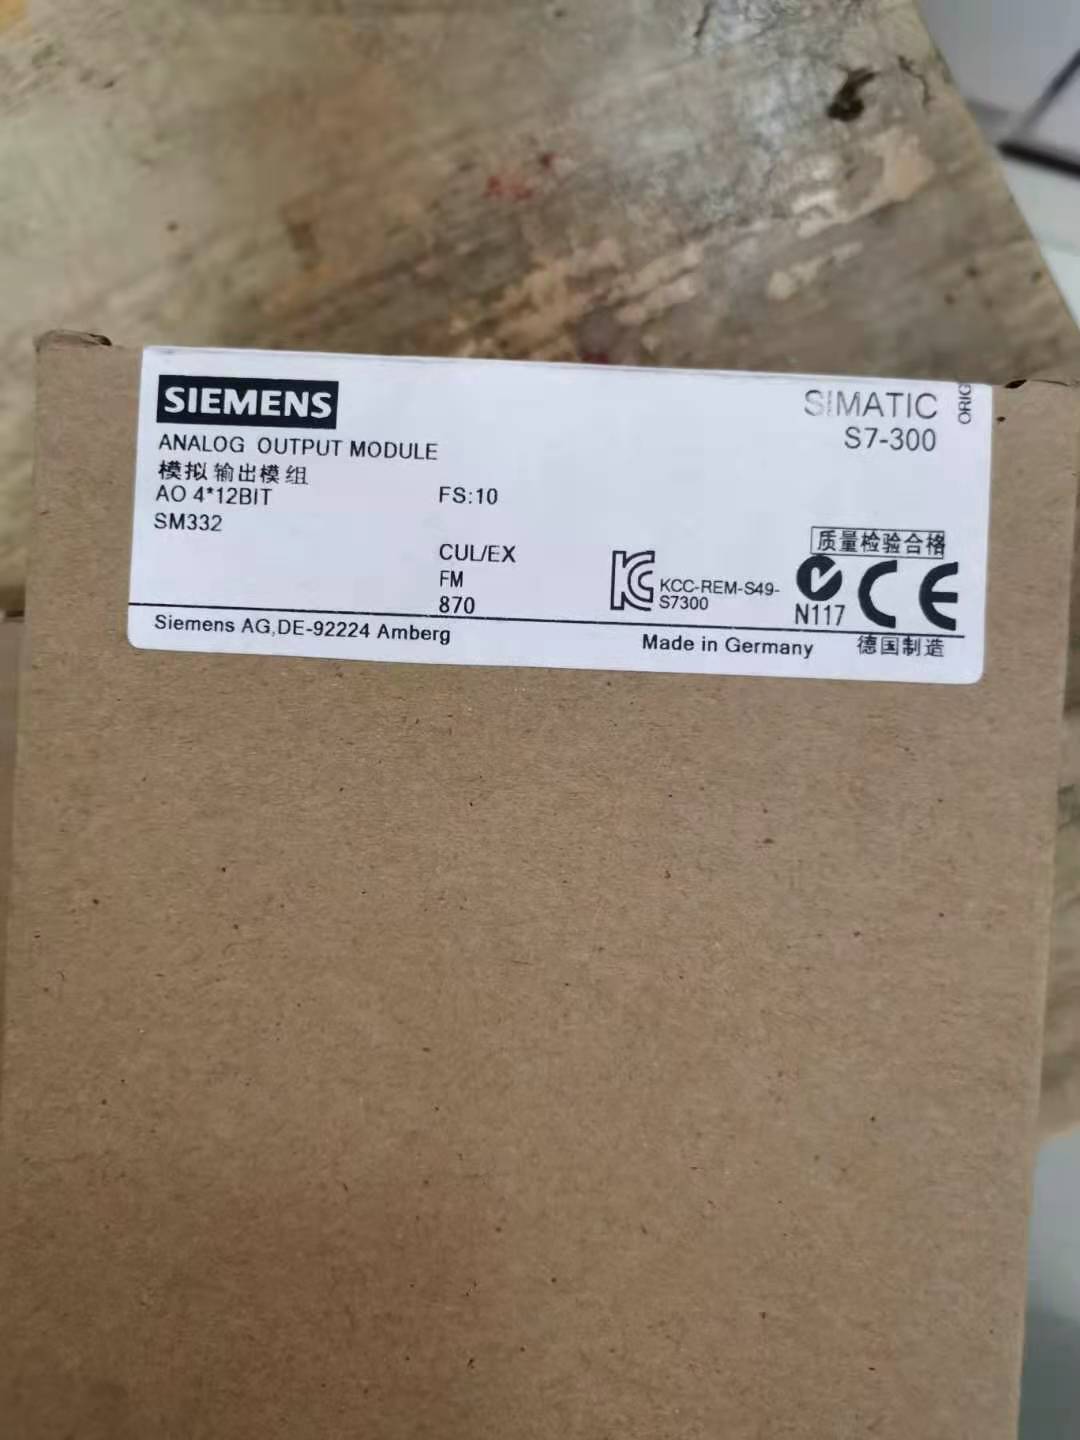 SIEMENS
SIMATIC
S7-300
ORIG
ANALOG OUTPUT MODULE
模拟输出模组
AO 4*12BIT
FS:10
SM332
CUL/EX
FM
870
KCC-REM-S49-
S7300
质量检验合格
N117
CE
Siemens AG,DE-92224 Amberg
Made in Germany
德国制造